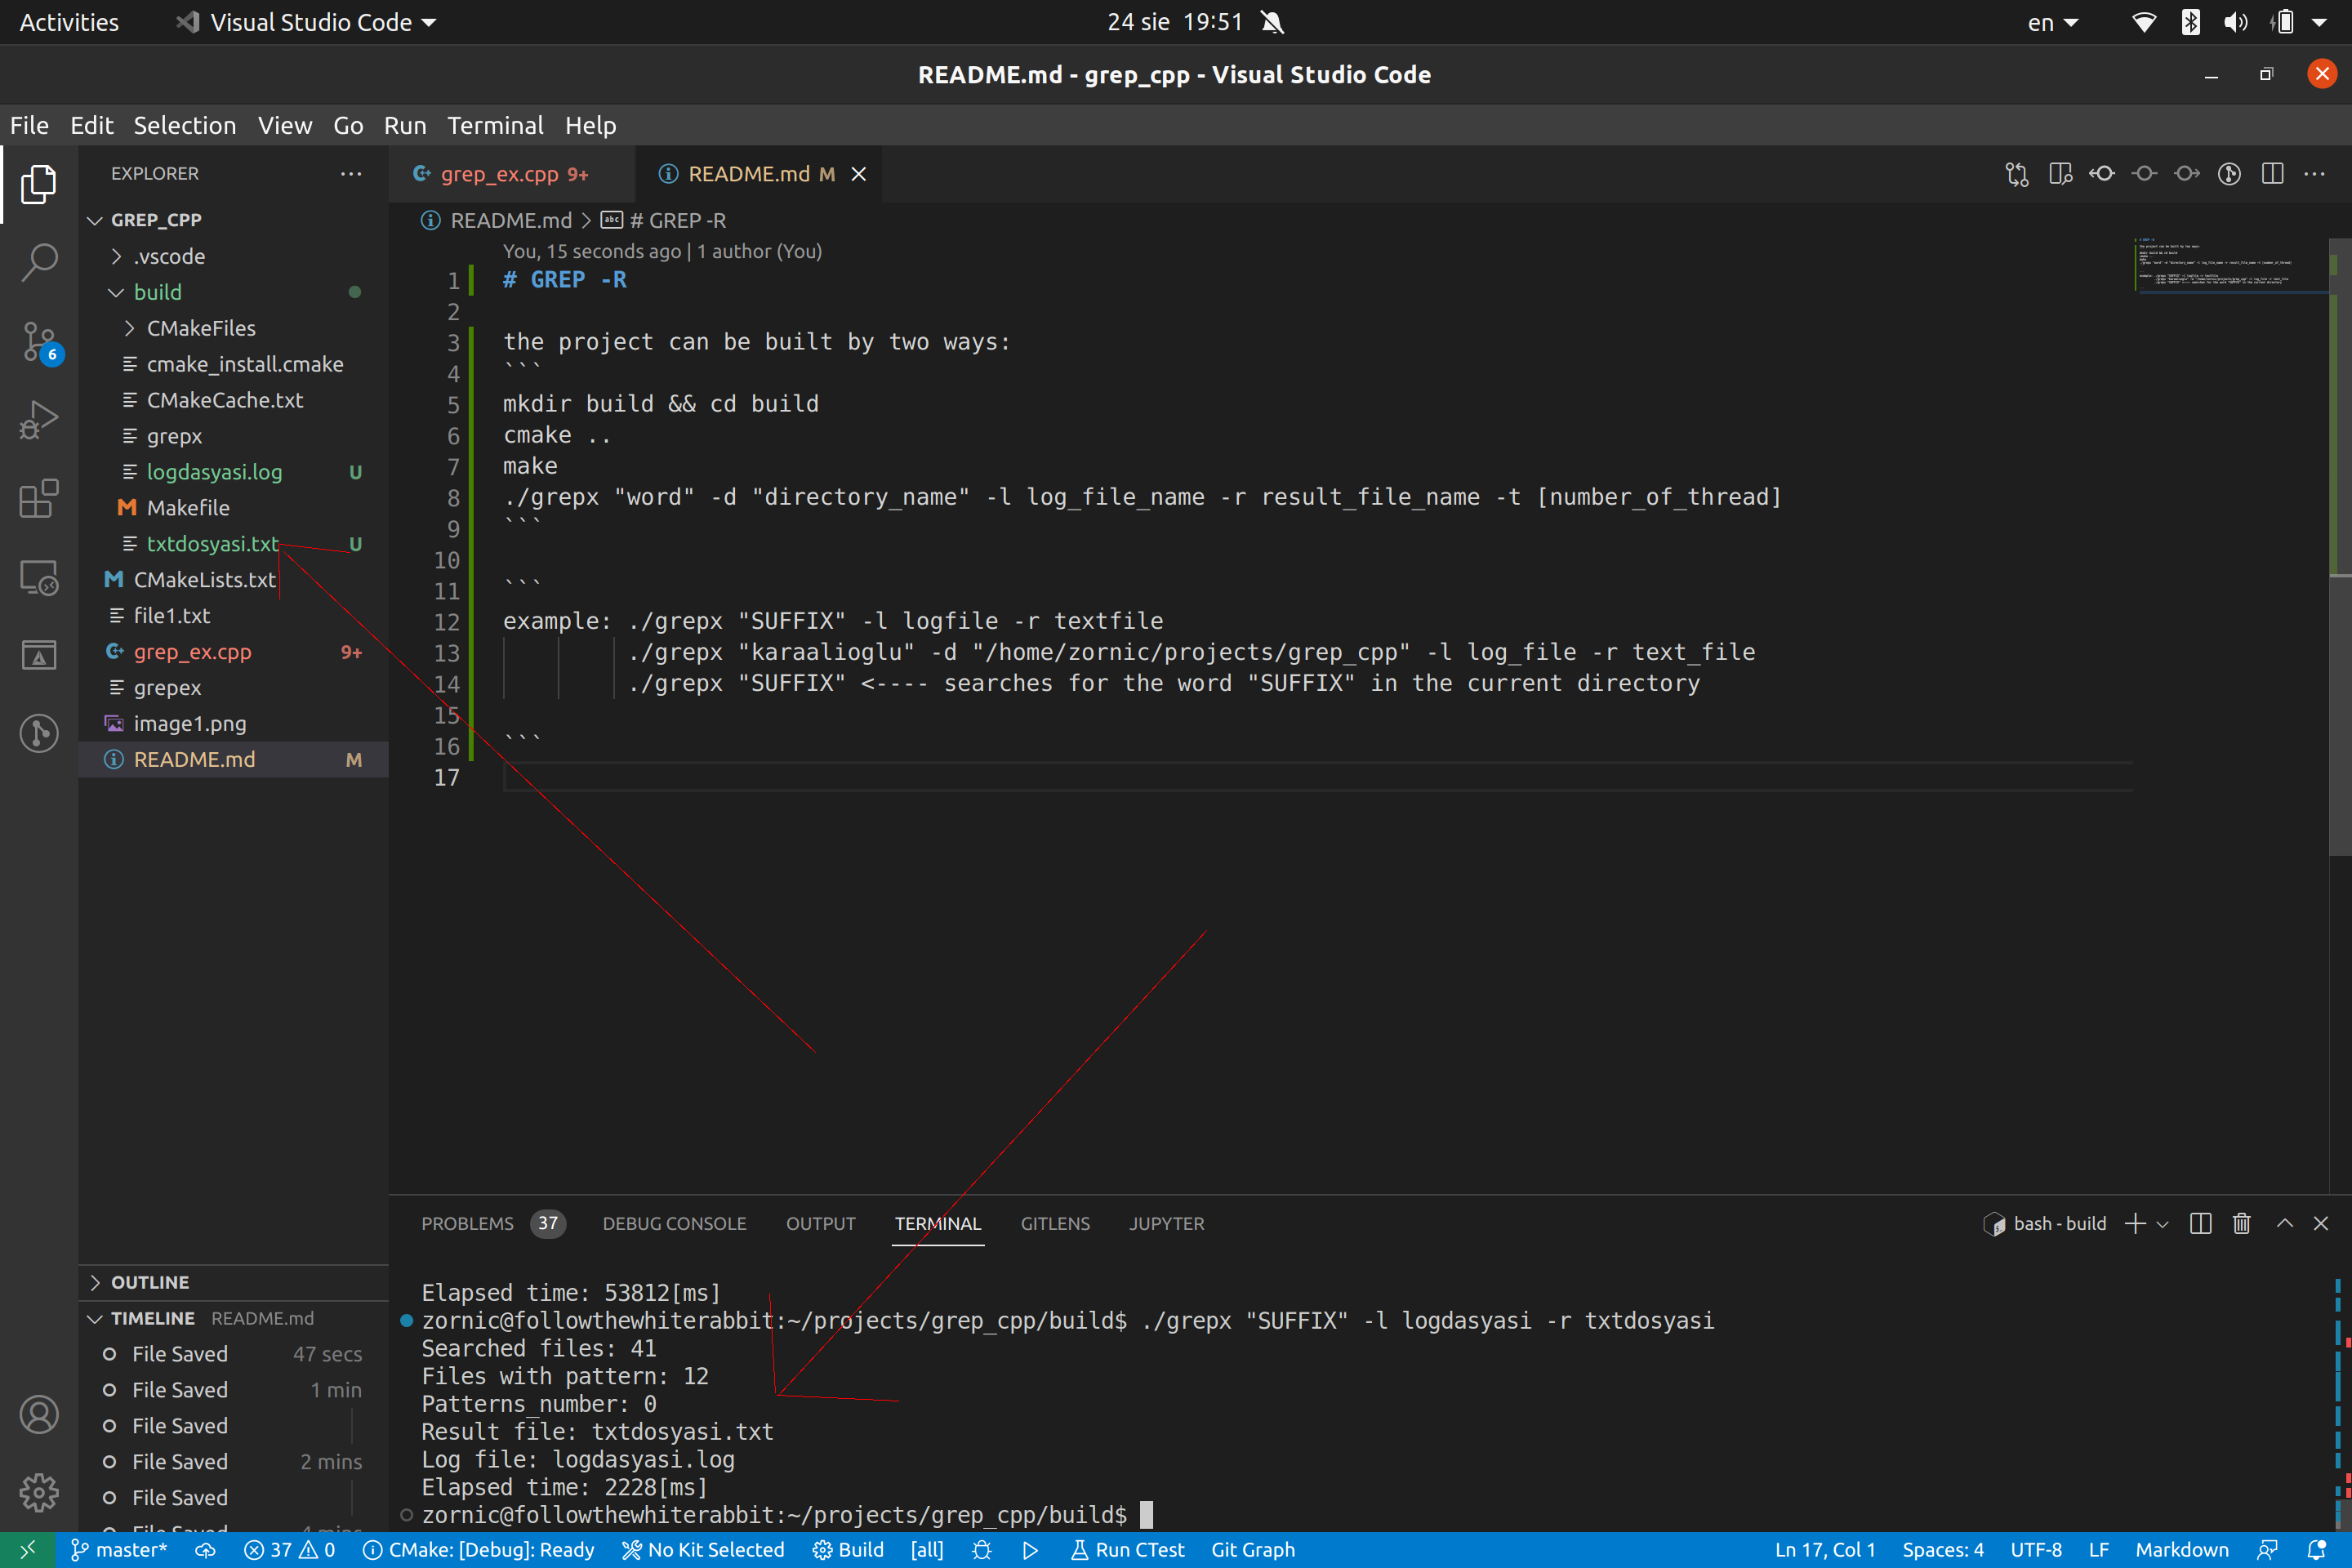 Activities
Visual Studio Code
24 sie 19:51
en
README.md - grep_cpp - Visual Studio Code
File Edit Selection View Go Run Terminal Help
EXPLORER
GREP_CPP
.vscode
build
CMakeFiles
cmake_install.cmake
CMakeCache.txt
grepx
logdasyasi.log U
Makefile
txtdosyasi.txt U
CMakeLists.txt
file1.txt
grep_ex.cpp 9+
grepex
image1.png
README.md M
6
OUTLINE
TIMELINE README.md
File Saved 47 secs
File Saved 1 min
File Saved
File Saved 2 mins
File Saved
grep_ex.cpp 9+
README.md M
README.md > # GREP -R
You, 15 seconds ago | 1 author (You)
1 # GREP -R
2
3 the project can be built by two ways:
4 ```
5 mkdir build && cd build
6 cmake ..
7 make
8 ./grepx "word" -d "directory_name" -l log_file_name -r result_file_name -t [number_of_thread]
9 ```
10
11 ```
12 example: ./grepx "SUFFIX" -l logfile -r textfile
13 ./grepx "karaalioglu" -d "/home/zornic/projects/grep_cpp" -l log_file -r text_file
14 ./grepx "SUFFIX" <---- searches for the word "SUFFIX" in the current directory
15
16 ```
17
PROBLEMS 37 DEBUG CONSOLE OUTPUT TERMINAL GITLENS JUPYTER
bash - build
Elapsed time: 53812[ms]
zornic@followthewhiterabbit:~/projects/grep_cpp/build$ ./grepx "SUFFIX" -l logdasyasi -r txtdosyasi
Searched files: 41
Files with pattern: 12
Patterns_number: 0
Result file: txtdosyasi.txt
Log file: logdasyasi.log
Elapsed time: 2228[ms]
zornic@followthewhiterabbit:~/projects/grep_cpp/build$
master* 37 0 CMake: [Debug]: Ready No Kit Selected Build [all] Run CTest Git Graph
Ln 17, Col 1 Spaces: 4 UTF-8 LF Markdown